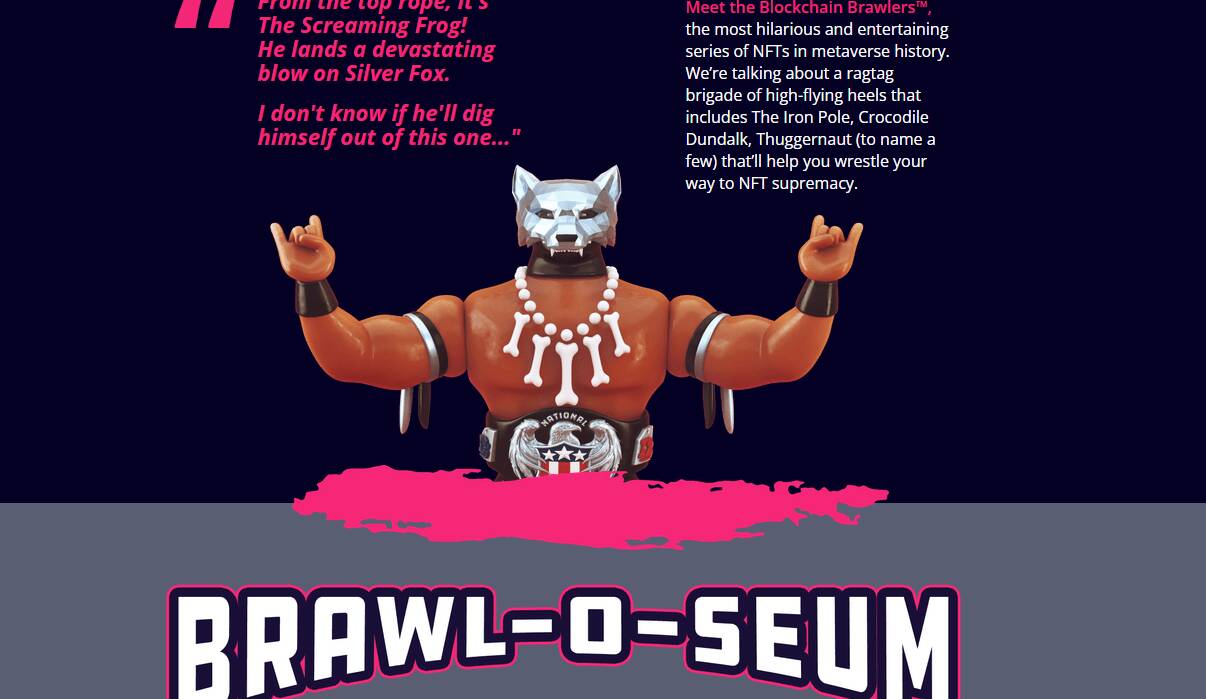 From the top rope, it's
The Screaming Frog!
He lands a devastating
blow on Silver Fox.
I don't know if he'll dig
himself out of this one..."
Meet the Blockchain Brawlers™,
the most hilarious and entertaining
series of NFTs in metaverse history.
We’re talking about a ragtag
brigade of high-flying heels that
includes The Iron Pole, Crocodile
Dundalk, Thuggernaut (to name a
few) that’ll help you wrestle your
way to NFT supremacy.
NATIONAL
BRAWL-O-SEUM